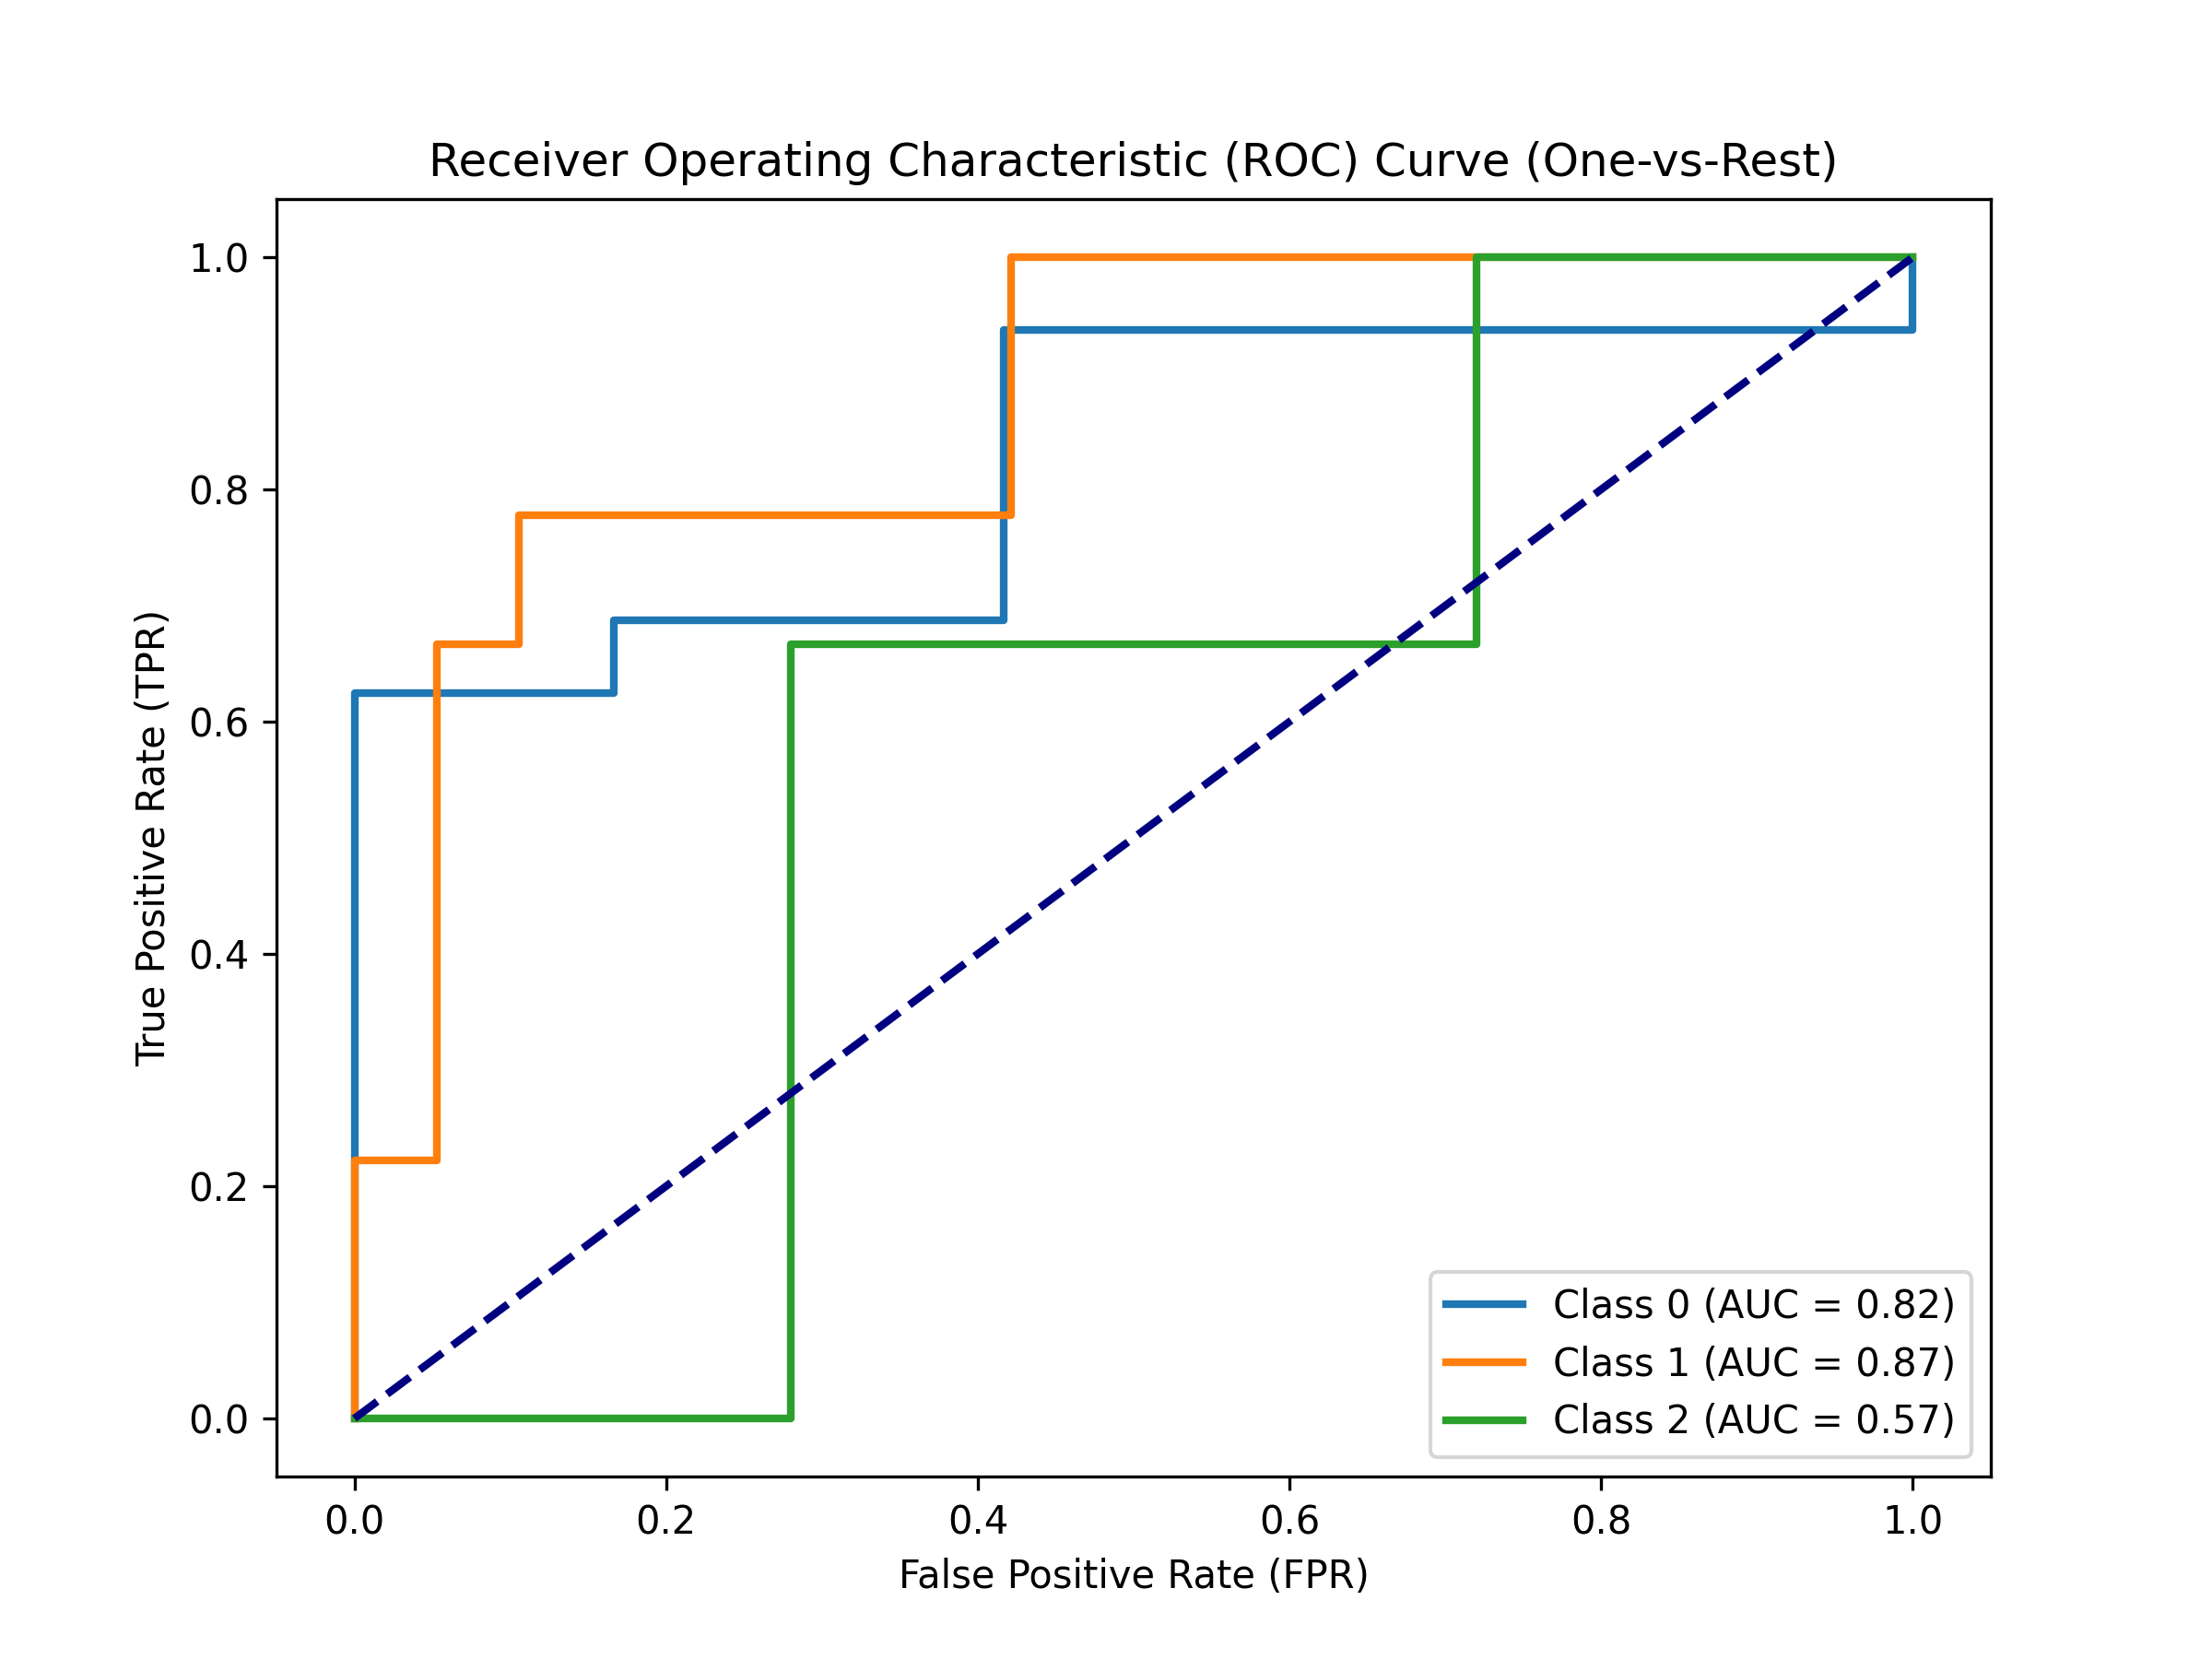 Receiver Operating Characteristic (ROC) Curve (One-vs-Rest)
1.0
0.8
0.6
0.4
0.2
0.0
True Positive Rate (TPR)
0.0 0.2 0.4 0.6 0.8 1.0
False Positive Rate (FPR)
Class 0 (AUC = 0.82)
Class 1 (AUC = 0.87)
Class 2 (AUC = 0.57)